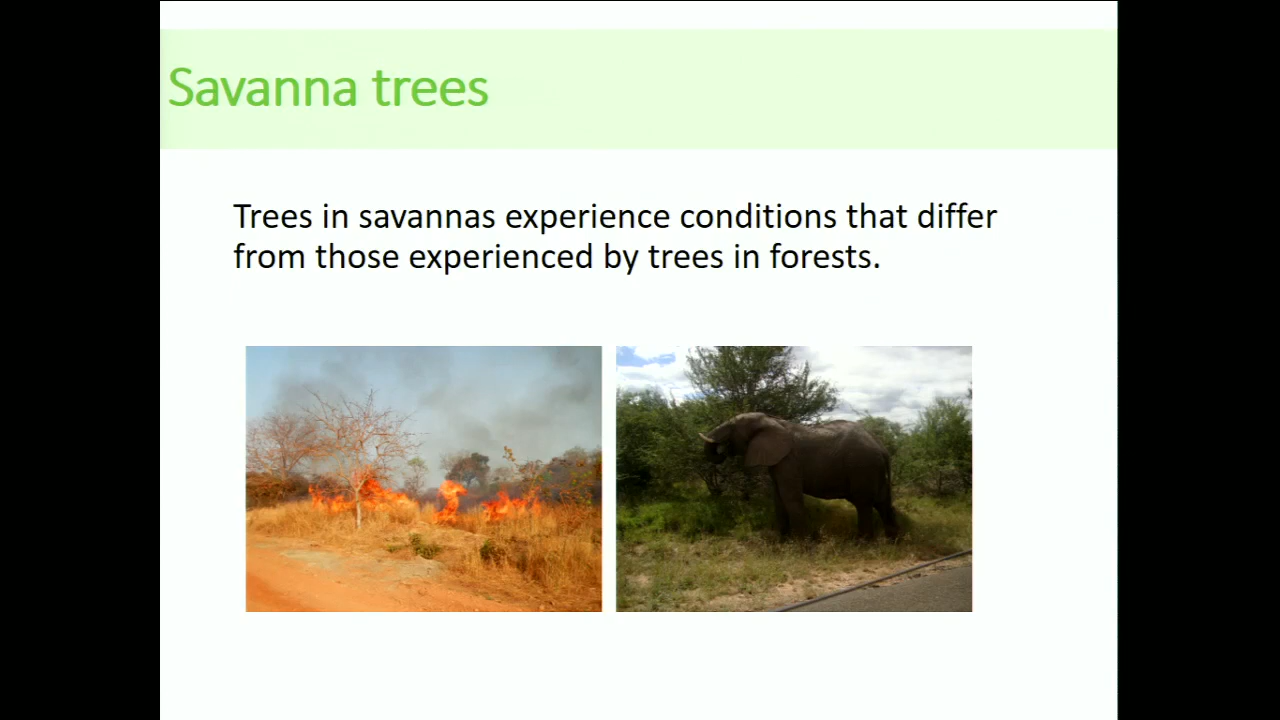 Savanna trees
Trees in savannas experience conditions that differ
from those experienced by trees in forests.